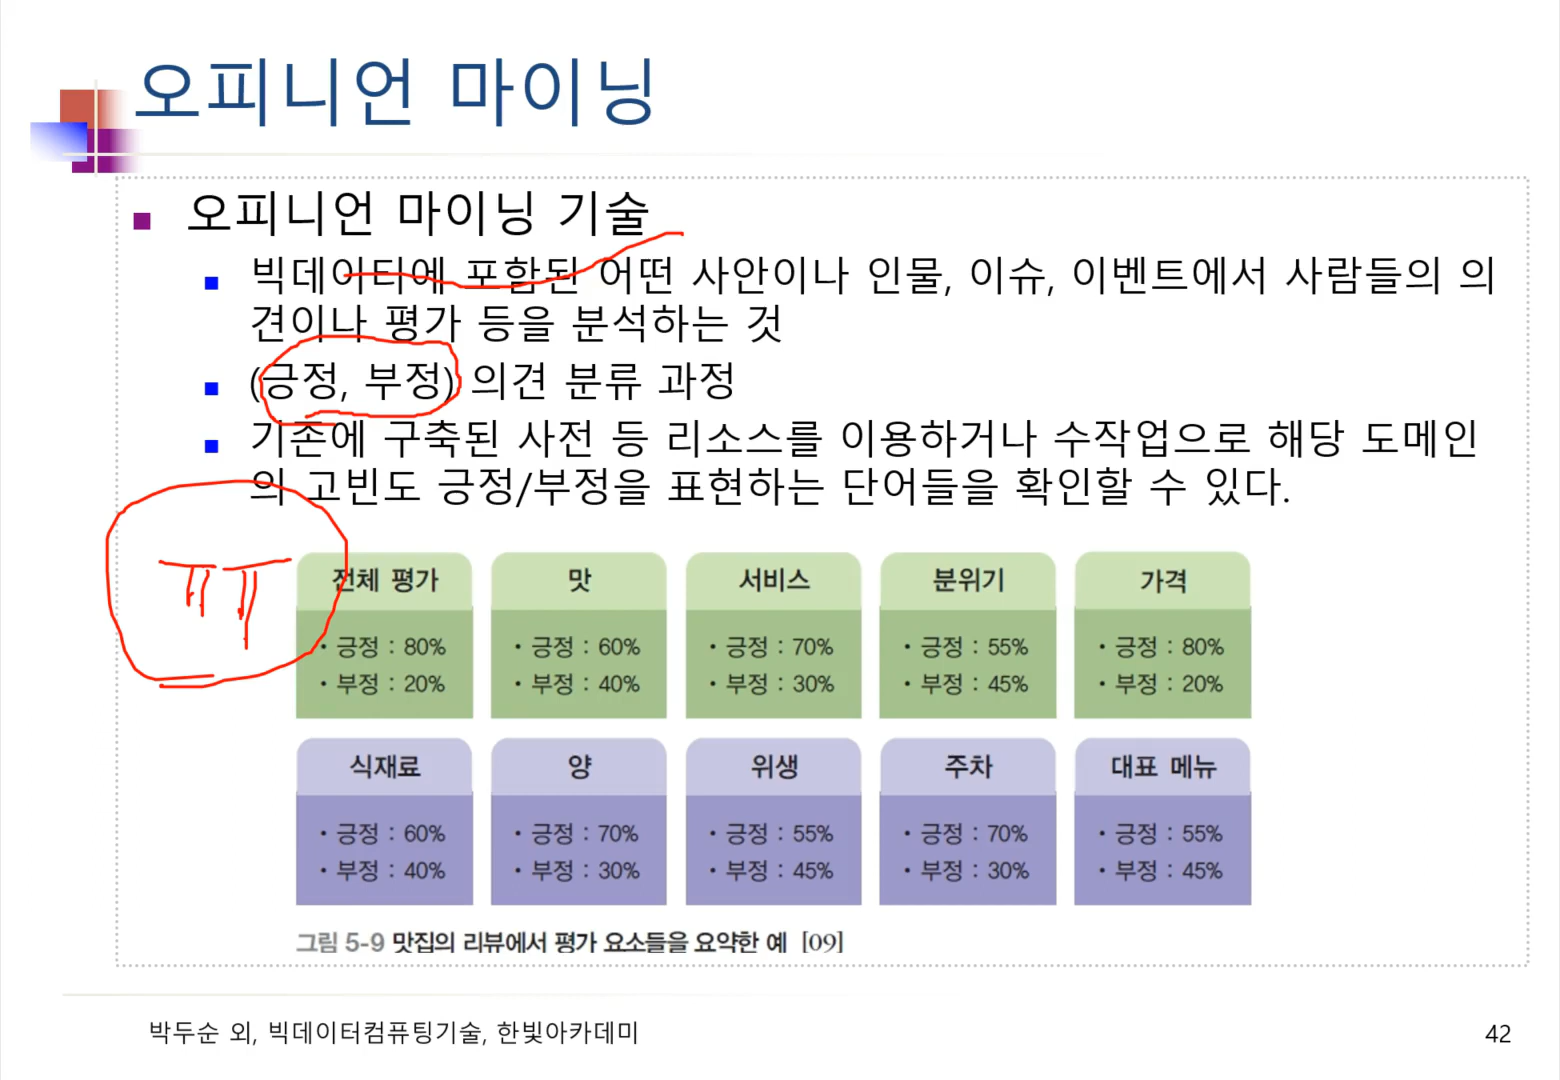 오피니언 마이닝
오피니언 마이닝 기술
빅데이터에 포함된 어떤 사안이나 인물, 이슈, 이벤트에서 사람들의 의
견이나 평가 등을 분석하는 것
(긍정, 부정) 의견 분류 과정
기존에 구축된 사전 등 리소스를 이용하거나 수작업으로 해당 도메인
의 고빈도 긍정/부정을 표현하는 단어들을 확인할 수 있다.
ㅠㅠ
전체 평가 맛 서비스 분위기 가격
• 긍정 : 80% • 긍정 : 60% • 긍정 : 70% • 긍정 : 55% • 긍정 : 80%
• 부정 : 20% • 부정 : 40% • 부정 : 30% • 부정 : 45% • 부정 : 20%
식재료 양 위생 주차 대표 메뉴
• 긍정 : 60% • 긍정 : 70% • 긍정 : 55% • 긍정 : 70% • 긍정 : 55%
• 부정 : 40% • 부정 : 30% • 부정 : 45% • 부정 : 30% • 부정 : 45%
그림 5-9 맛집의 리뷰에서 평가 요소들을 요약한 예 [09]
박두순 외, 빅데이터컴퓨팅기술, 한빛아카데미
42